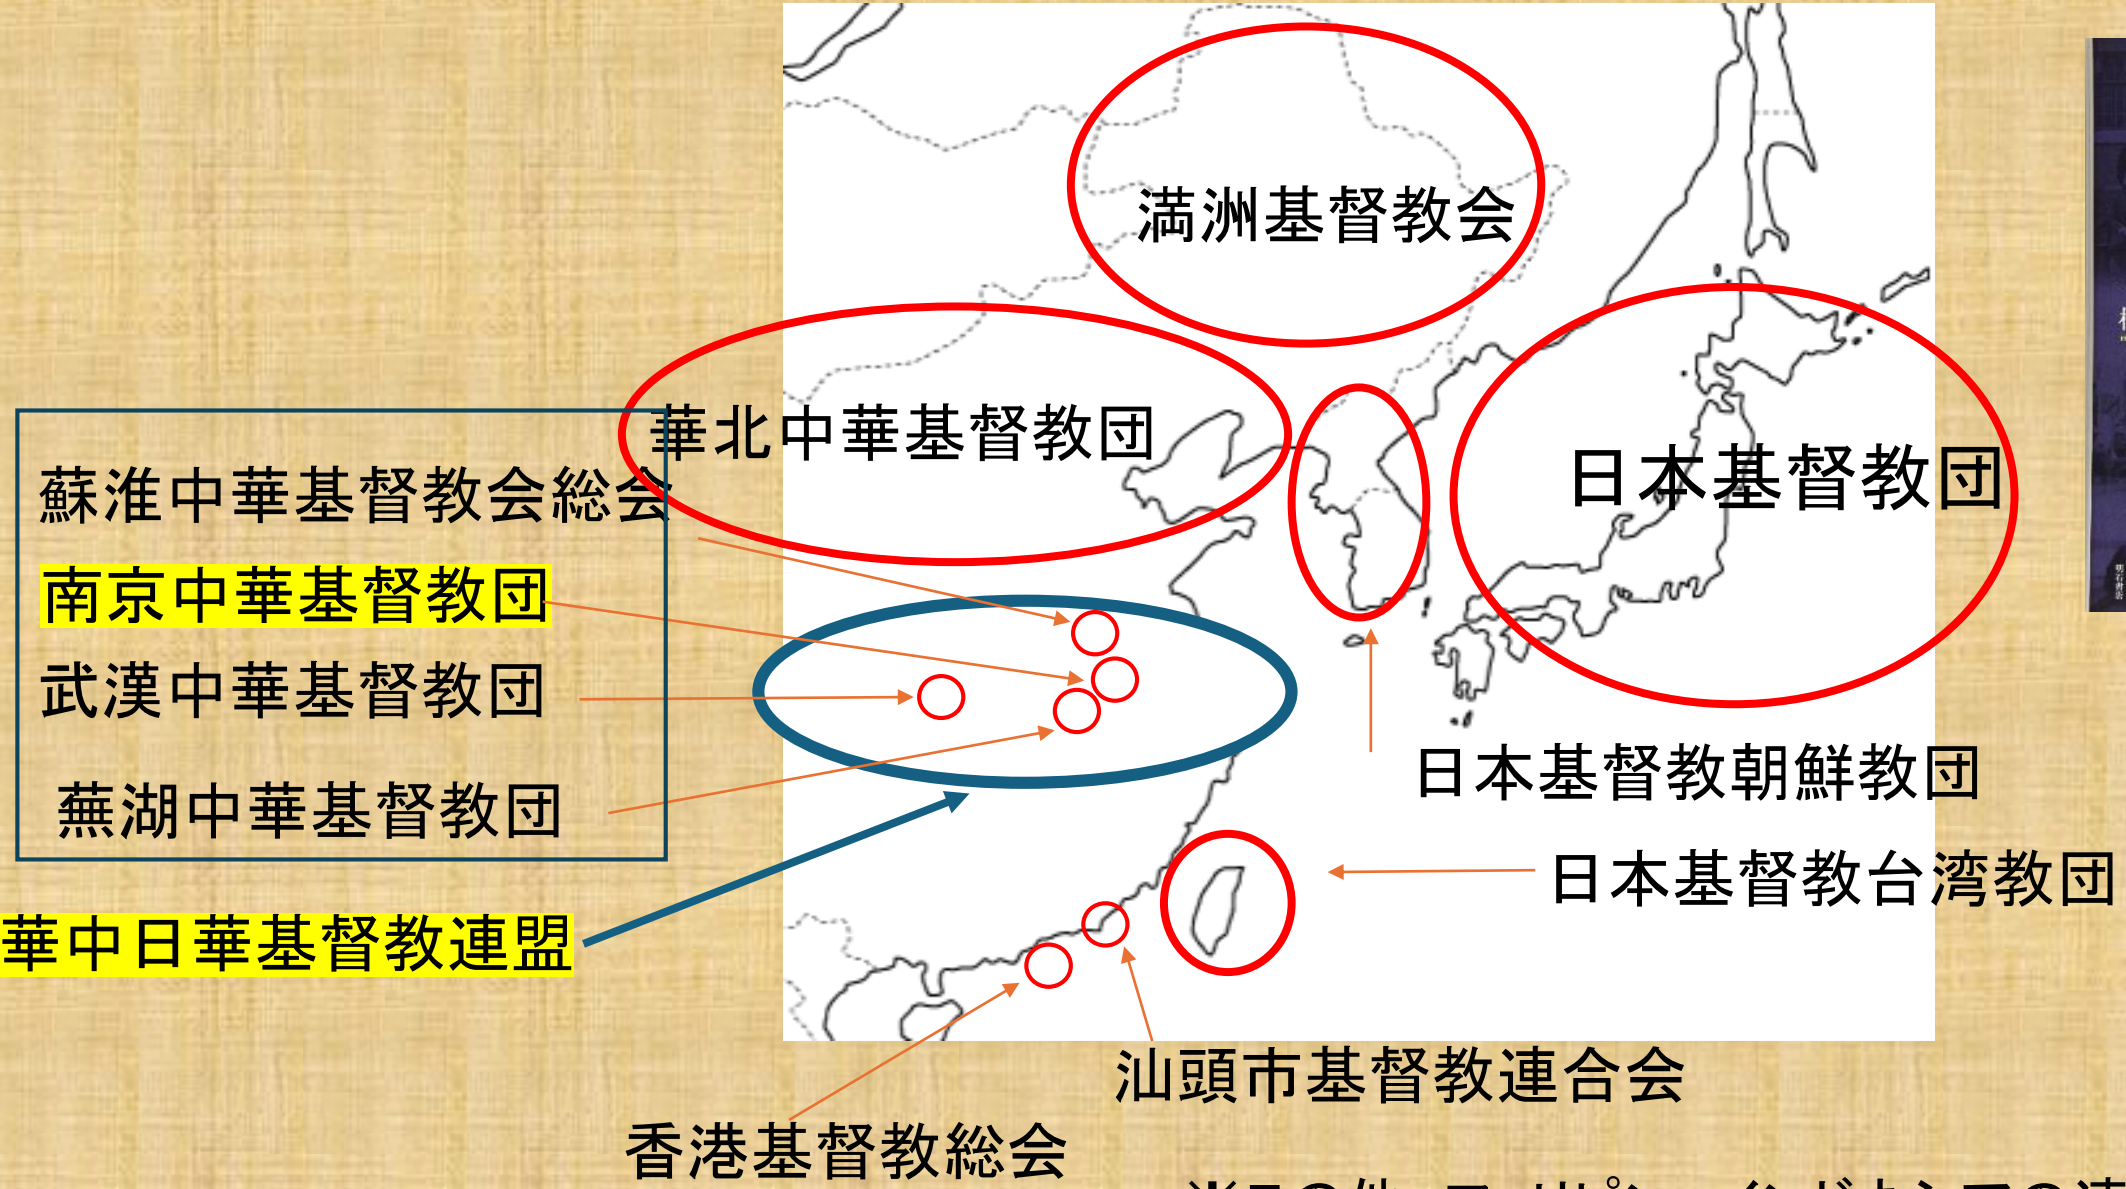 満洲基督教会
華北中華基督教団
日本基督教団
蘇淮中華基督教会総会
南京中華基督教団
武漢中華基督教団
蕪湖中華基督教団
華中日華基督教連盟
日本基督教朝鮮教団
日本基督教台湾教団
汕頭市基督教連合会
香港基督教総会
明石書店